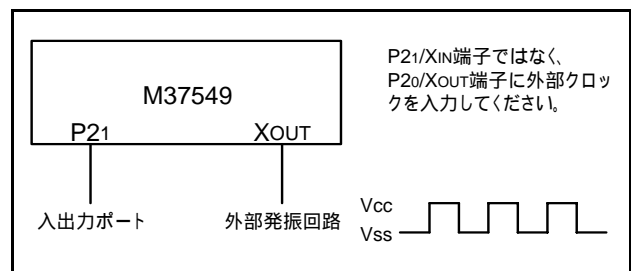 M37549
P21
XOUT
入出力ポート
外部発振回路
P21/XIN端子ではなく、
P20/XOUT端子に外部クロッ
クを入力してください。
Vcc
Vss